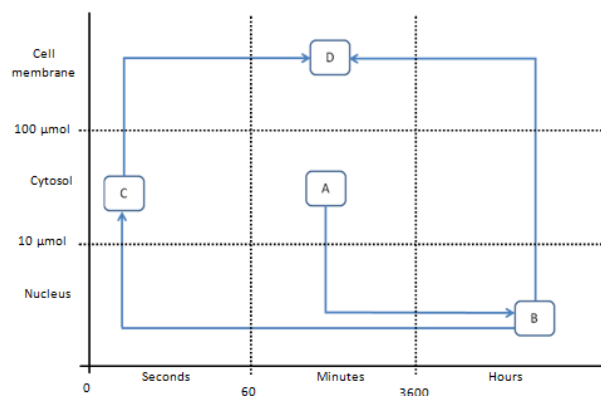 Cell
membrane
D
100 µmol
Cytosol
C
A
10 µmol
Nucleus
B
Seconds
Minutes
Hours
0
60
3600